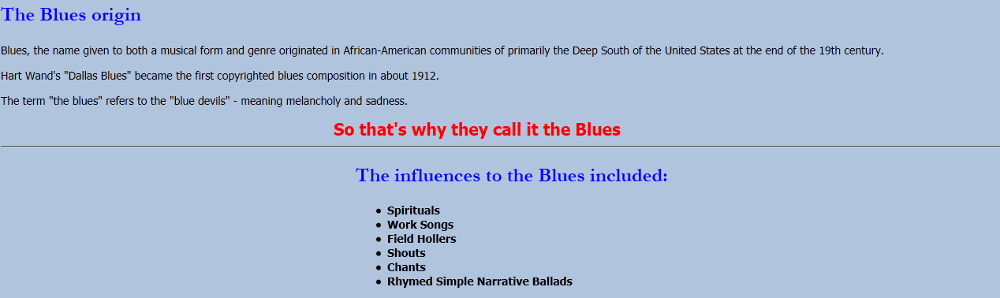 The Blues origin
Blues, the name given to both a musical form and genre originated in African-American communities of primarily the Deep South of the United States at the end of the 19th century.
Hart Wand's "Dallas Blues" became the first copyrighted blues composition in about 1912.
The term "the blues" refers to the "blue devils" - meaning melancholy and sadness.
So that's why they call it the Blues
The influences to the Blues included:
• Spirituals
• Work Songs
• Field Hollers
• Shouts
• Chants
• Rhymed Simple Narrative Ballads